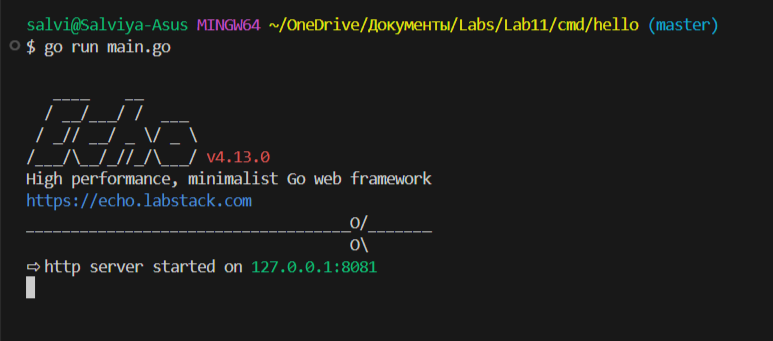 salvi@Salviya-Asus MINGW64 ~/OneDrive/Документы/Labs/Lab11/cmd/hello (master)
$ go run main.go
   ____    __
  / __/___/ /  ___
 / _// __/ _ \/ _ \
/___/\__/_//_/\___/ v4.13.0
High performance, minimalist Go web framework
https://echo.labstack.com
____________________________________O/_______
                                    O\
⇨ http server started on 127.0.0.1:8081